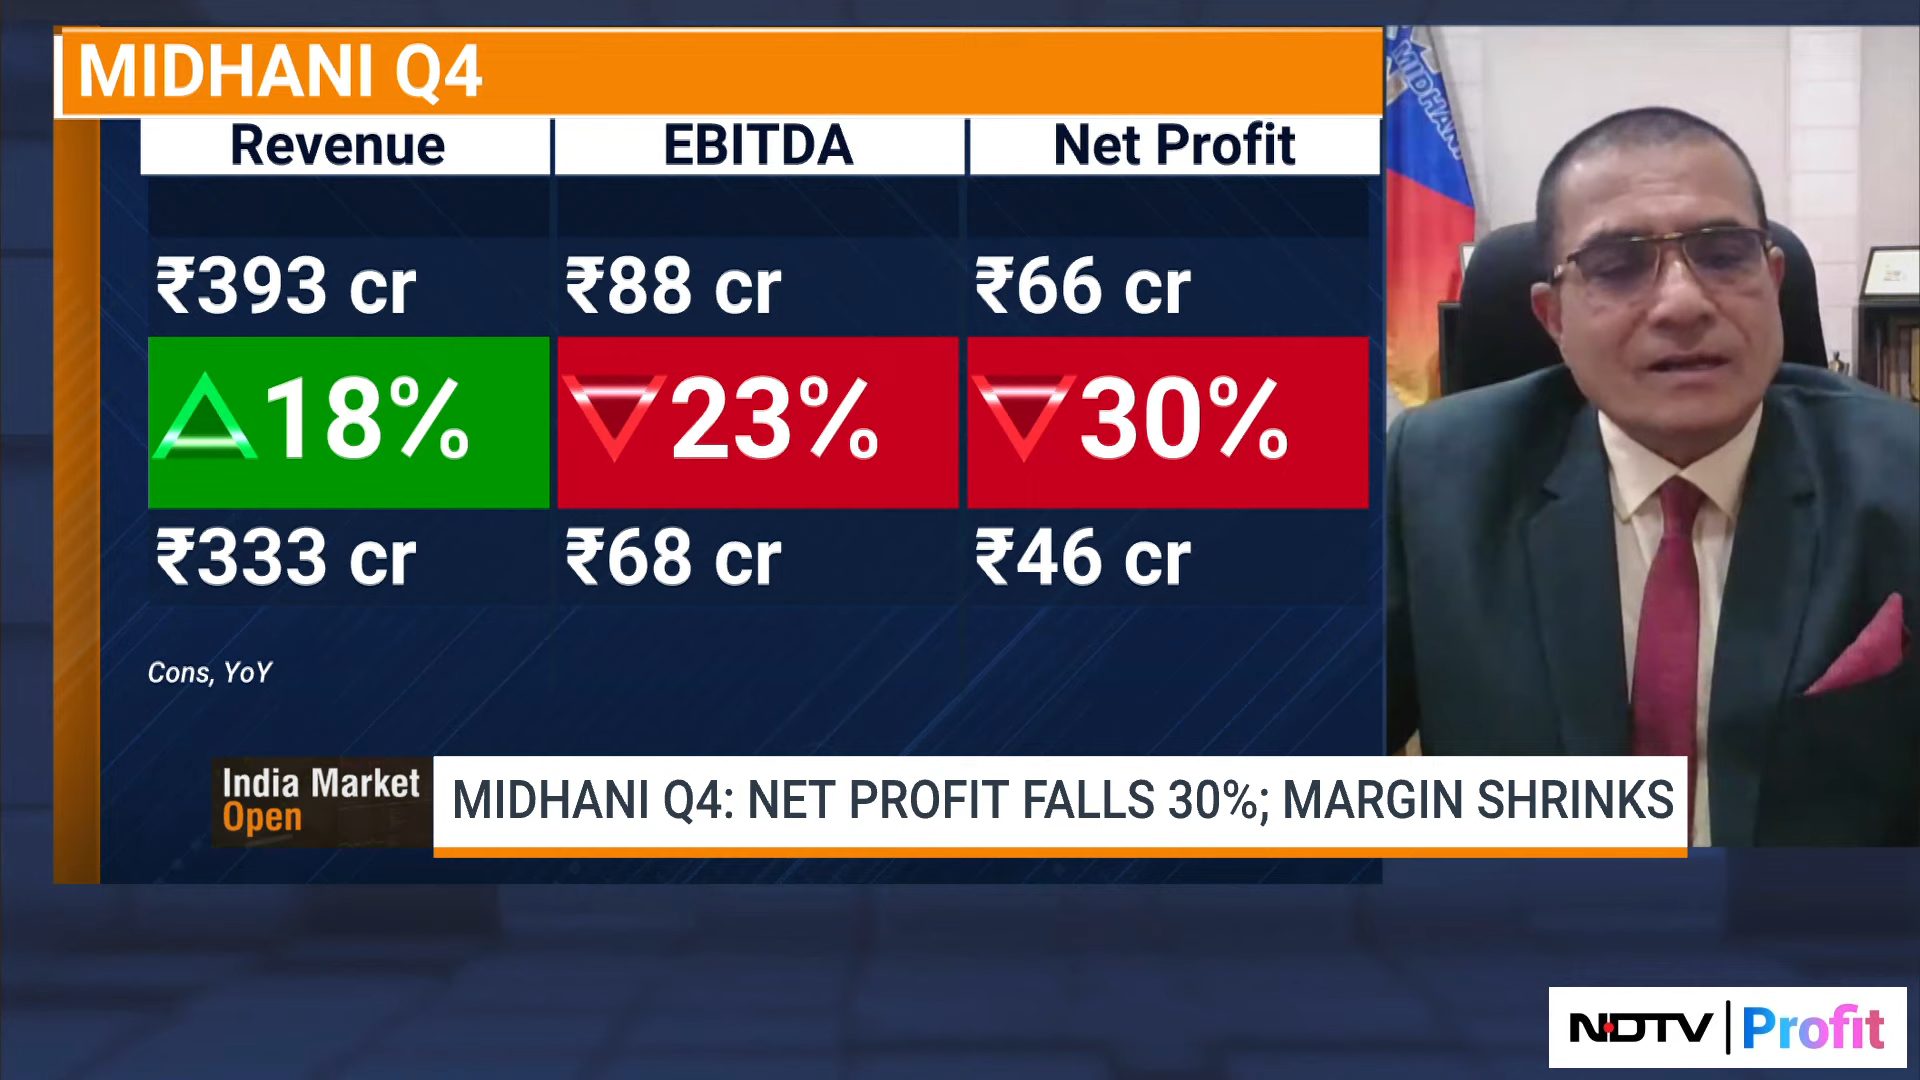 MIDHANI Q4
Revenue EBITDA Net Profit
₹393 cr ₹88 cr ₹66 cr
18% 23% 30%
₹333 cr ₹68 cr ₹46 cr
Cons, YoY
MIDHANI
India Market
Open
MIDHANI Q4: NET PROFIT FALLS 30%; MARGIN SHRINKS
NDTV Profit